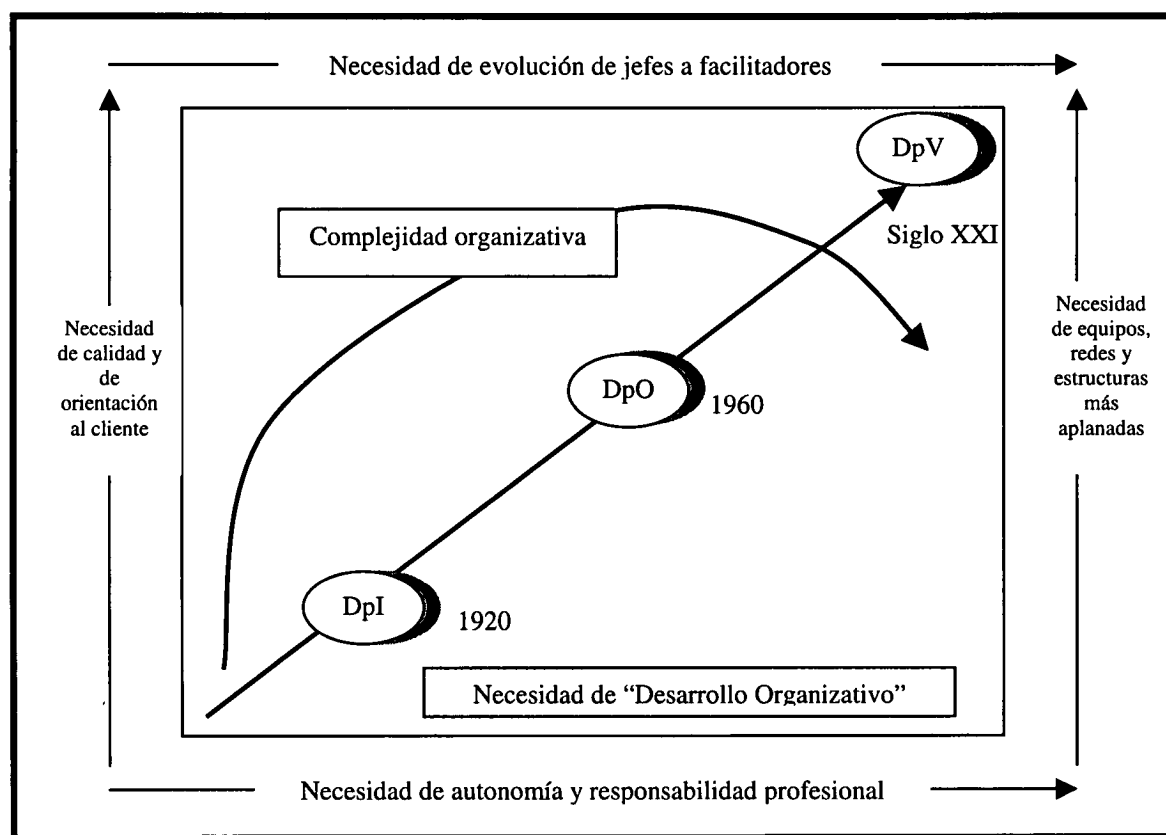 Necesidad de evolución de jefes a facilitadores
DpV
Complejidad organizativa
Siglo XXI
Necesidad
de calidad y
de
orientación
al cliente
Necesidad
de equipos,
redes y
estructuras
más
aplanadas
DpO
1960
DpI
1920
Necesidad de “Desarrollo Organizativo”
Necesidad de autonomía y responsabilidad profesional